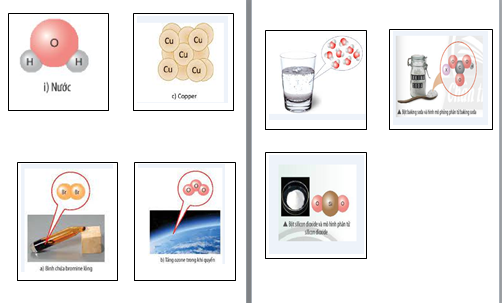 O
H H
i) Nước
Cu Cu
Cu
Cu Cu
c) Copper
Br Br
a) Bình chứa bromine lỏng
O O O
b) Tầng ozone trong khí quyển
▲ Bột baking soda và hình mô phỏng phân tử baking soda
O Si O
▲ Bột silicon dioxide và mô hình phân tử
silicon dioxide